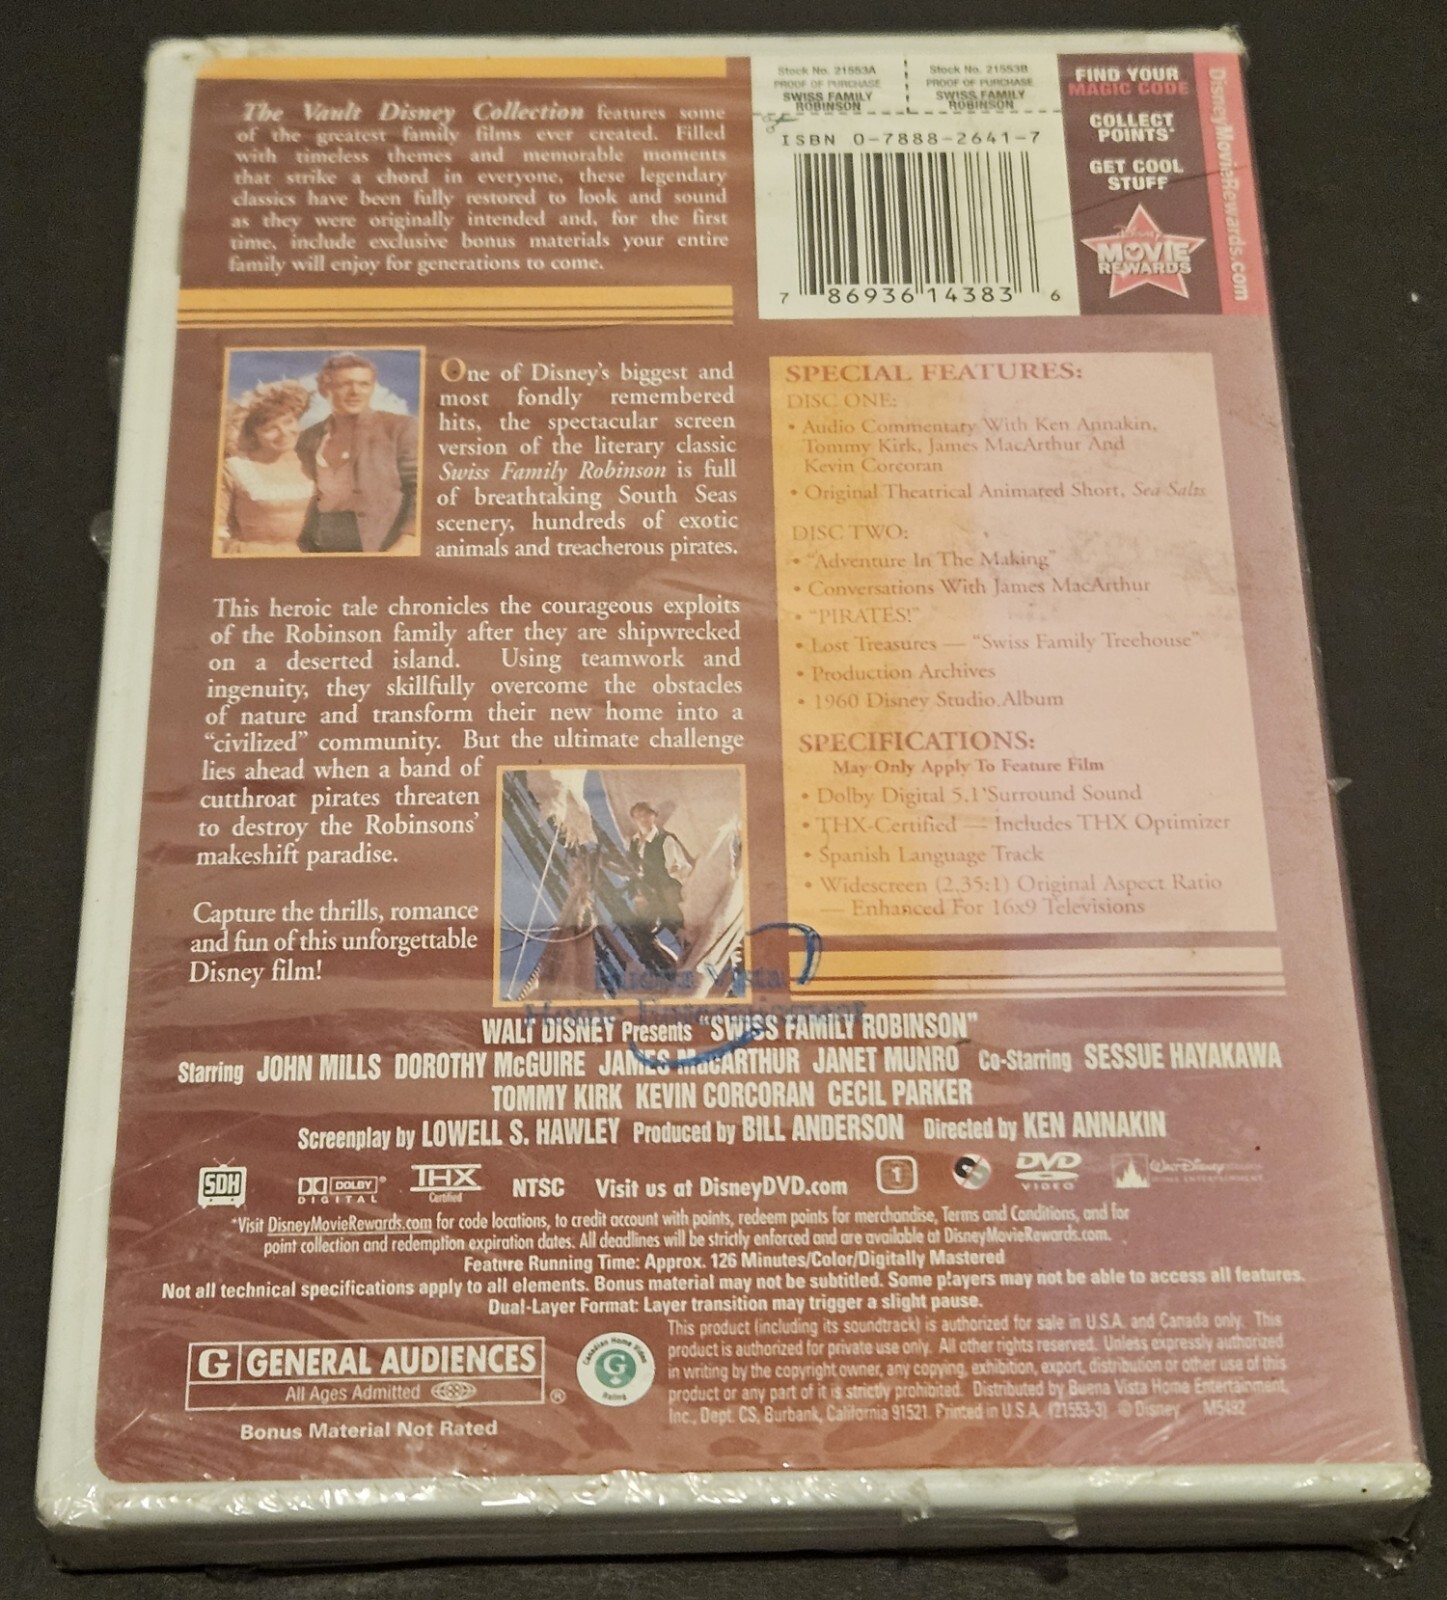 Stock No. 21553A
PROOF OF PURCHASE
SWISS FAMILY
ROBINSON
Stock No. 21553B
PROOF OF PURCHASE
SWISS FAMILY
ROBINSON
ISBN 0-7888-2641-7
7 86936 14383 6
FIND YOUR
MAGIC CODE
COLLECT
POINTS*
GET COOL
STUFF
Disney
MOVIE
REWARDS
DisneyMovieRewards.com
The Vault Disney Collection features some
of the greatest family films ever created. Filled
with timeless themes and memorable moments
that strike a chord in everyone, these legendary
classics have been fully restored to look and sound
as they were originally intended and, for the first
time, include exclusive bonus materials your entire
family will enjoy for generations to come.
One of Disney's biggest and
most fondly remembered
hits, the spectacular screen
version of the literary classic
Swiss Family Robinson is full
of breathtaking South Seas
scenery, hundreds of exotic
animals and treacherous pirates.
This heroic tale chronicles the courageous exploits
of the Robinson family after they are shipwrecked
on a deserted island. Using teamwork and
ingenuity, they skillfully overcome the obstacles
of nature and transform their new home into a
“civilized” community. But the ultimate challenge
lies ahead when a band of
cutthroat pirates threaten
to destroy the Robinsons'
makeshift paradise.
Capture the thrills, romance
and fun of this unforgettable
Disney film!
SPECIAL FEATURES:
DISC ONE:
• Audio Commentary With Ken Annakin,
Tommy Kirk, James MacArthur And
Kevin Corcoran
• Original Theatrical Animated Short, Sea Salts
DISC TWO:
• “Adventure In The Making”
• Conversations With James MacArthur
• “PIRATES!”
• Lost Treasures — “Swiss Family Treehouse”
• Production Archives
• 1960 Disney Studio Album
SPECIFICATIONS:
May Only Apply To Feature Film
• Dolby Digital 5.1 Surround Sound
• THX-Certified — Includes THX Optimizer
• Spanish Language Track
• Widescreen (2.35:1) Original Aspect Ratio
— Enhanced For 16x9 Televisions
Buena Vista
Home Entertainment
WALT DISNEY Presents “SWISS FAMILY ROBINSON”
Starring JOHN MILLS DOROTHY McGUIRE JAMES MacARTHUR JANET MUNRO Co-Starring SESSUE HAYAKAWA
TOMMY KIRK KEVIN CORCORAN CECIL PARKER
Screenplay by LOWELL S. HAWLEY Produced by BILL ANDERSON Directed by KEN ANNAKIN
SDH
DOLBY
DIGITAL
THX
Certified
NTSC
Visit us at DisneyDVD.com
1
DVD
VIDEO
WALT DISNEY
HOME ENTERTAINMENT
*Visit DisneyMovieRewards.com for code locations, to credit account with points, redeem points for merchandise, Terms and Conditions, and for
point collection and redemption expiration dates. All deadlines will be strictly enforced and are available at DisneyMovieRewards.com.
Feature Running Time: Approx. 126 Minutes/Color/Digitally Mastered
Not all technical specifications apply to all elements. Bonus material may not be subtitled. Some players may not be able to access all features.
Dual-Layer Format: Layer transition may trigger a slight pause.
G GENERAL AUDIENCES
All Ages Admitted
®
Bonus Material Not Rated
Canadian Home Video
G
Rating
This product (including its soundtrack) is authorized for sale in U.S.A. and Canada only. This
product is authorized for private use only. All other rights reserved. Unless expressly authorized
in writing by the copyright owner, any copying, exhibition, export, distribution or other use of this
product or any part of it is strictly prohibited. Distributed by Buena Vista Home Entertainment,
Inc., Dept. CS, Burbank, California 91521. Printed in U.S.A. (21553-3) © Disney M5492